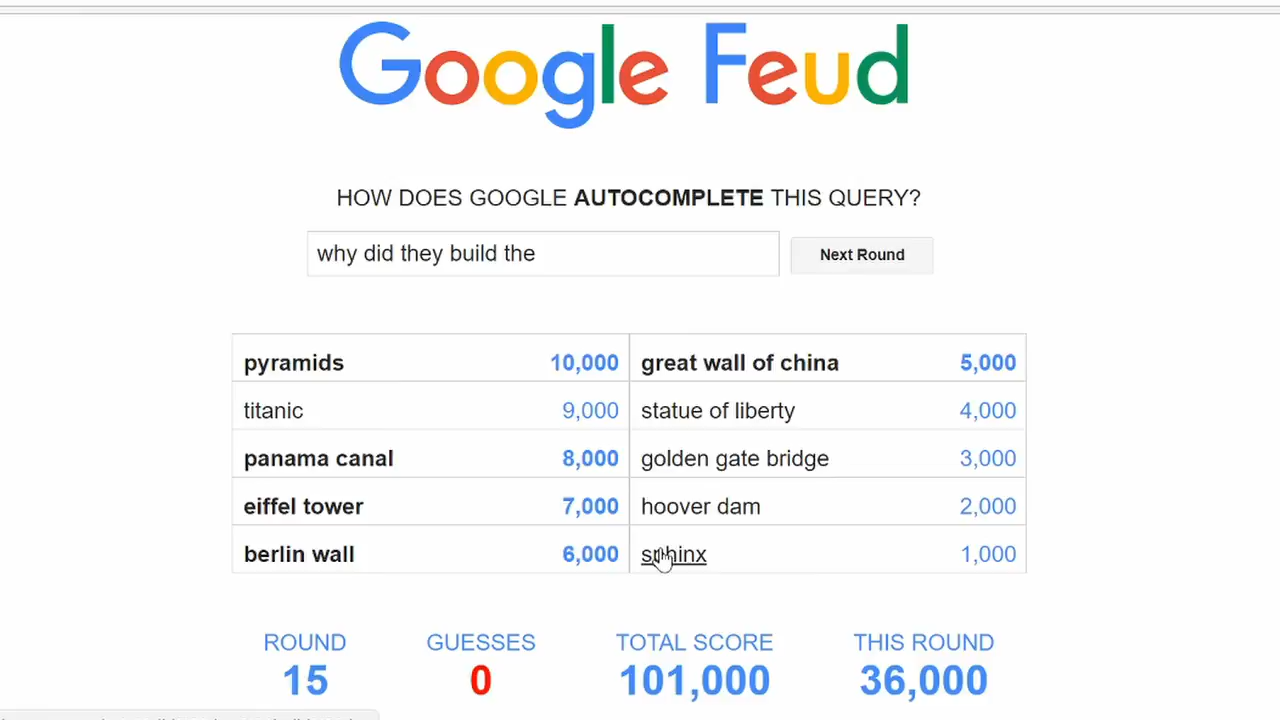 Google Feud
HOW DOES GOOGLE AUTOCOMPLETE THIS QUERY?
why did they build the
Next Round
pyramids 10,000
great wall of china 5,000
titanic 9,000
statue of liberty 4,000
panama canal 8,000
golden gate bridge 3,000
eiffel tower 7,000
hoover dam 2,000
berlin wall 6,000
sphinx 1,000
ROUND GUESSES TOTAL SCORE THIS ROUND
15 0 101,000 36,000